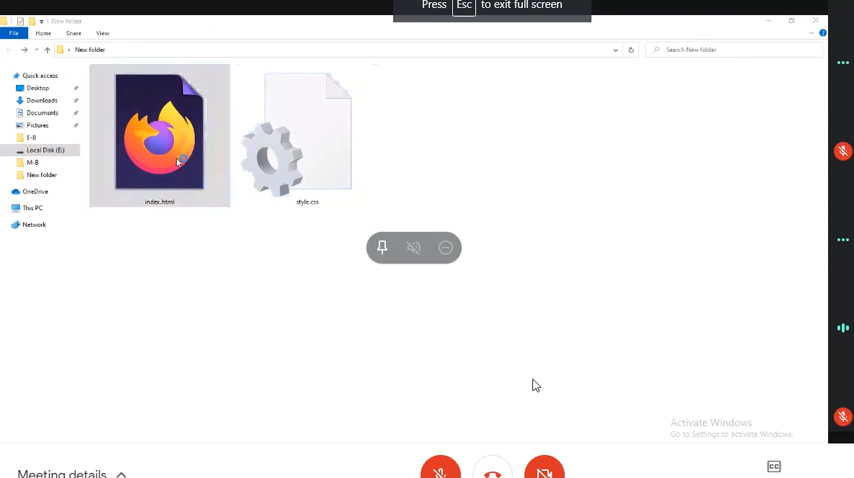 Press Esc to exit full screen
New folder
File Home Share View
New folder
Search New folder
Quick access
Desktop
Downloads
Documents
Pictures
E-B
Local Disk (E:)
M-B
New folder
OneDrive
This PC
Network
index.html
style.css
Activate Windows
Go to Settings to activate Windows.
Meeting details
CC